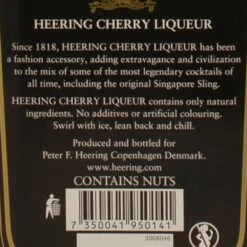 HEERING CHERRY LIQUEUR
Since 1818, HEERING CHERRY LIQUEUR has been
a fashion accessory, adding extravagance and civilization
to the mix of some of the most legendary cocktails of
all time, including the original Singapore Sling.
HEERING CHERRY LIQUEUR contains only natural
ingredients. No additives or artificial colouring.
Swirl with ice, lean back and chill.
Produced and bottled for
Peter F. Heering Copenhagen Denmark.
www.heering.com
CONTAINS NUTS
7 350041 950141
3008046